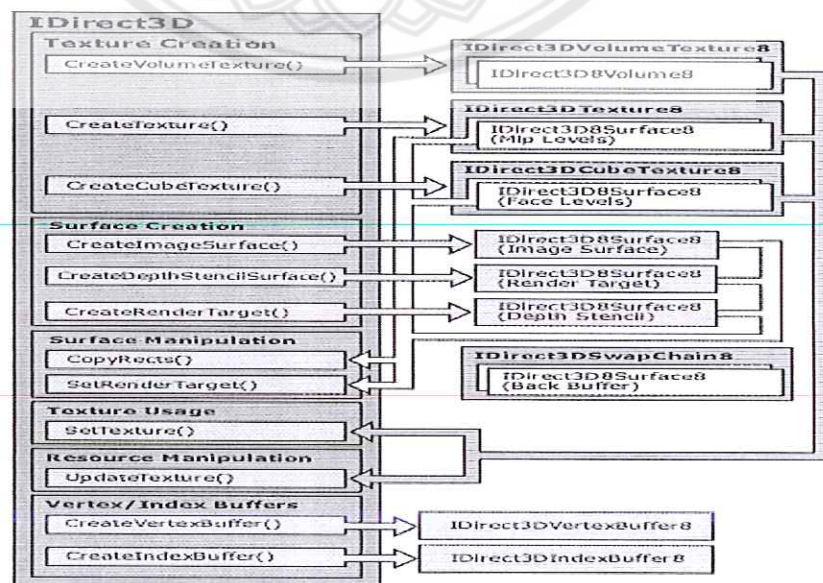 IDirect3D
Texture Creation
CreateVolumeTexture()
CreateTexture()
CreateCubeTexture()
Surface Creation
CreateImageSurface()
CreateDepthStencilSurface()
CreateRenderTarget()
Surface Manipulation
CopyRects()
SetRenderTarget()
Texture Usage
SetTexture()
Resource Manipulation
UpdateTexture()
Vertex/Index Buffers
CreateVertexBuffer()
CreateIndexBuffer()
IDirect3DVolumeTexture8
IDirect3D8Volume8
IDirect3DTexture8
IDirect3D8Surface8
(Mip Levels)
IDirect3DCubeTexture8
IDirect3D8Surface8
(Face Levels)
IDirect3D8Surface8
(Image Surface)
IDirect3D8Surface8
(Render Target)
IDirect3D8Surface8
(Depth Stencil)
IDirect3DSwapChain8
IDirect3D8Surface8
(Back Buffer)
IDirect3DVertexBuffer8
IDirect3DIndexBuffer8